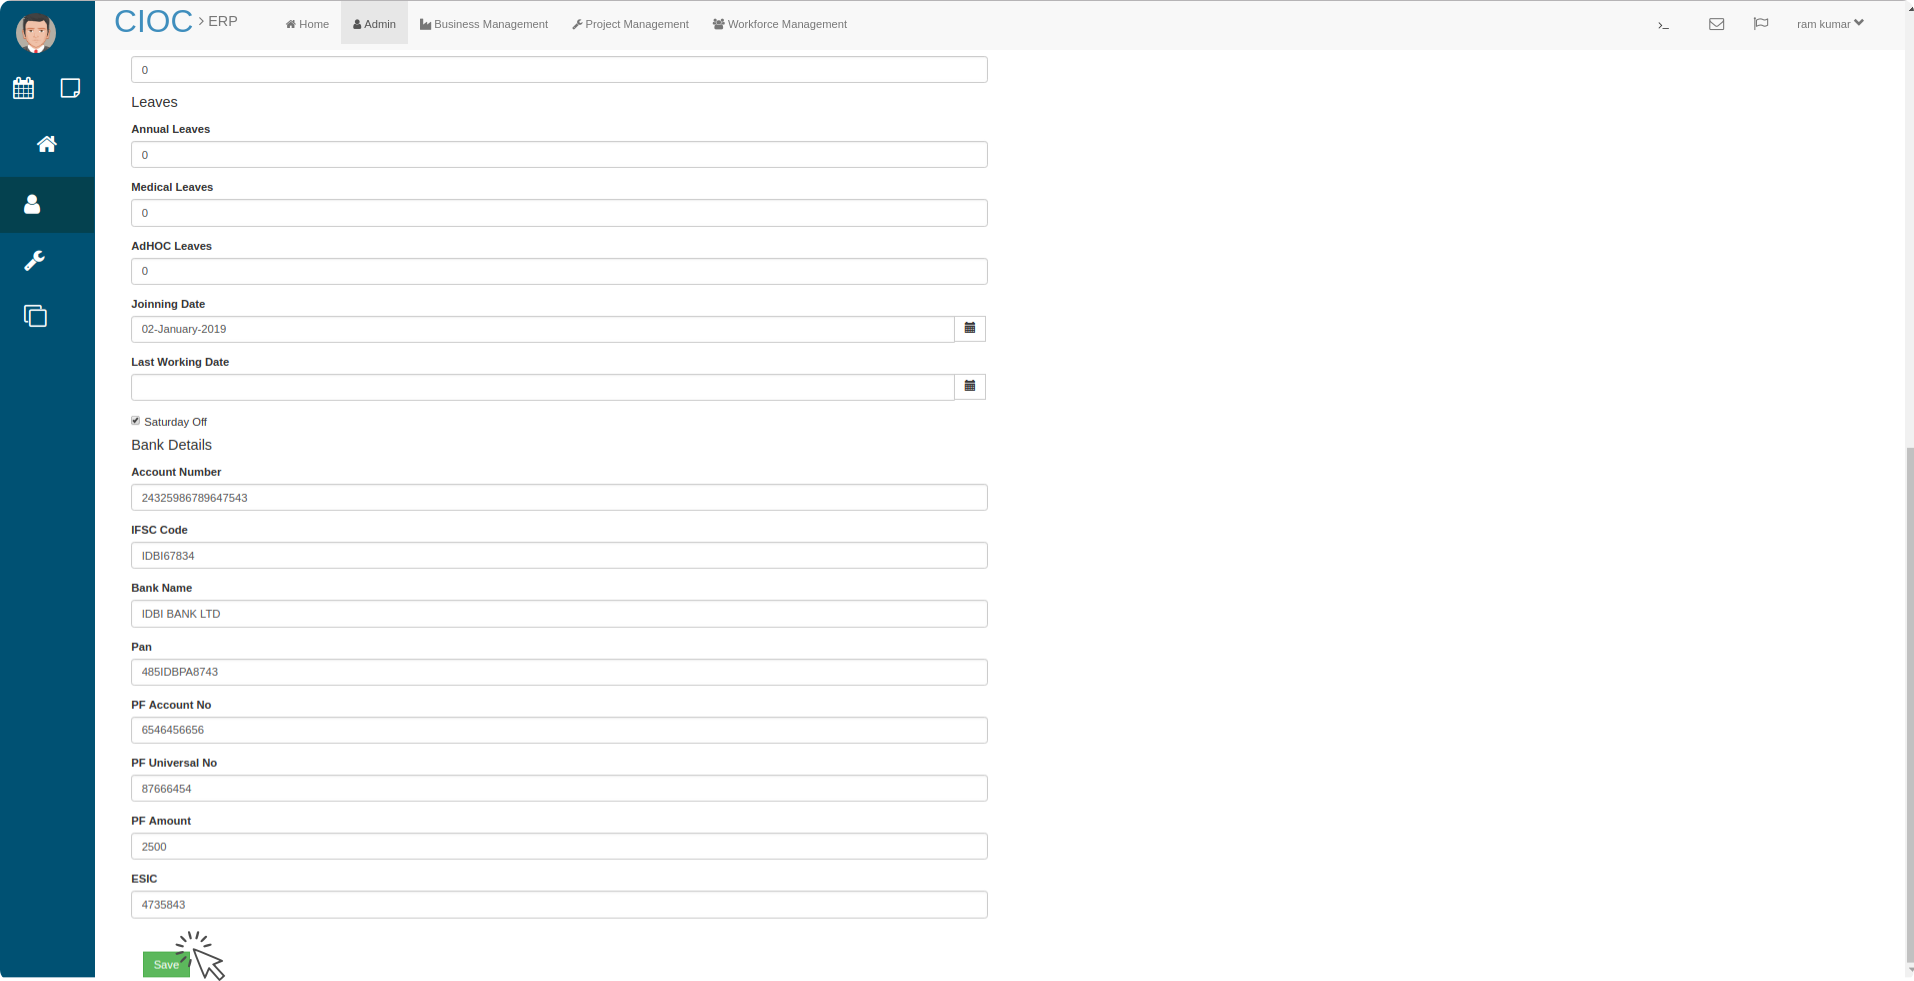 CIOC > ERP Home Admin Business Management Project Management Workforce Management >_ ram kumar
0
Leaves
Annual Leaves
0
Medical Leaves
0
AdHOC Leaves
0
Joinning Date
02-January-2019
Last Working Date
Saturday Off
Bank Details
Account Number
24325986789647543
IFSC Code
IDBI67834
Bank Name
IDBI BANK LTD
Pan
485IDBPA8743
PF Account No
6546456656
PF Universal No
87666454
PF Amount
2500
ESIC
4735843
Save